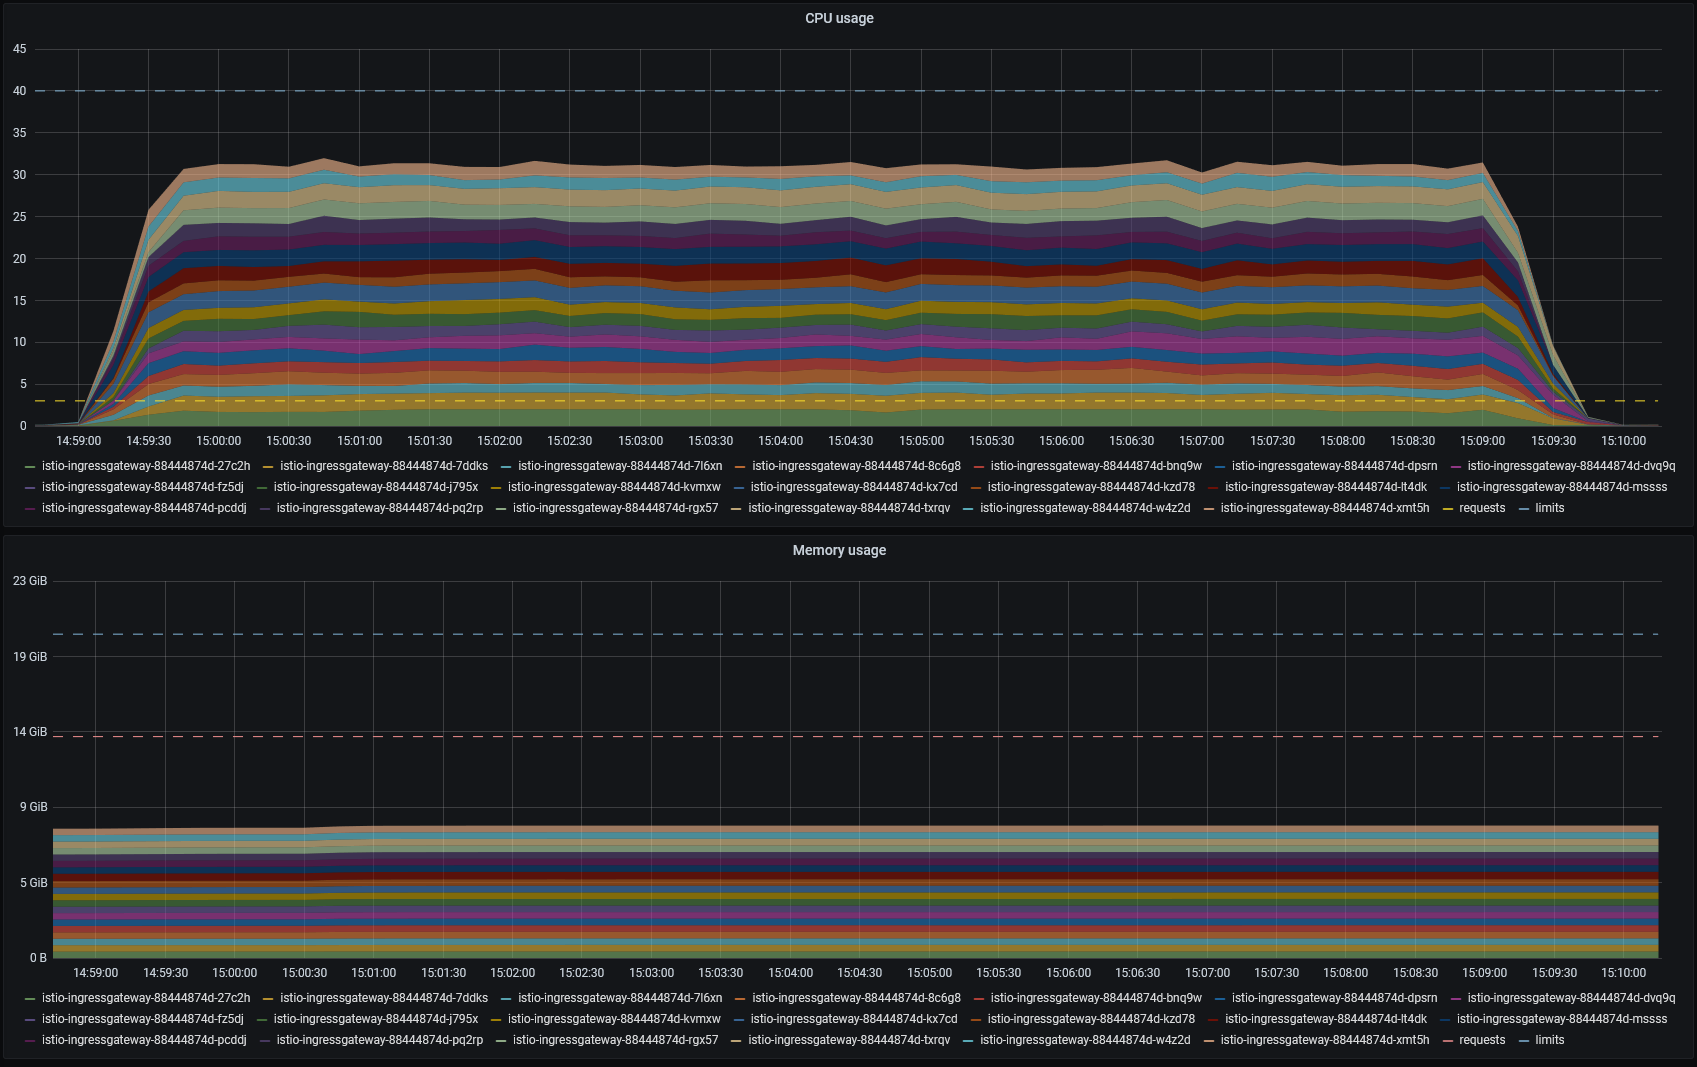 CPU usage
45
40
35
30
25
20
15
10
5
0
14:59:00 14:59:30 15:00:00 15:00:30 15:01:00 15:01:30 15:02:00 15:02:30 15:03:00 15:03:30 15:04:00 15:04:30 15:05:00 15:05:30 15:06:00 15:06:30 15:07:00 15:07:30 15:08:00 15:08:30 15:09:00 15:09:30 15:10:00
istio-ingressgateway-88444874d-27c2h istio-ingressgateway-88444874d-7ddks istio-ingressgateway-88444874d-7l6xn istio-ingressgateway-88444874d-8c6g8 istio-ingressgateway-88444874d-bnq9w istio-ingressgateway-88444874d-dpsrn istio-ingressgateway-88444874d-dvq9q
istio-ingressgateway-88444874d-fz5dj istio-ingressgateway-88444874d-j795x istio-ingressgateway-88444874d-kvmxw istio-ingressgateway-88444874d-kx7cd istio-ingressgateway-88444874d-kzd78 istio-ingressgateway-88444874d-lt4dk istio-ingressgateway-88444874d-mssss
istio-ingressgateway-88444874d-pcddj istio-ingressgateway-88444874d-pq2rp istio-ingressgateway-88444874d-rgx57 istio-ingressgateway-88444874d-txrqv istio-ingressgateway-88444874d-w4z2d istio-ingressgateway-88444874d-xmt5h requests limits
Memory usage
23 GiB
19 GiB
14 GiB
9 GiB
5 GiB
0 B
14:59:00 14:59:30 15:00:00 15:00:30 15:01:00 15:01:30 15:02:00 15:02:30 15:03:00 15:03:30 15:04:00 15:04:30 15:05:00 15:05:30 15:06:00 15:06:30 15:07:00 15:07:30 15:08:00 15:08:30 15:09:00 15:09:30 15:10:00
istio-ingressgateway-88444874d-27c2h istio-ingressgateway-88444874d-7ddks istio-ingressgateway-88444874d-7l6xn istio-ingressgateway-88444874d-8c6g8 istio-ingressgateway-88444874d-bnq9w istio-ingressgateway-88444874d-dpsrn istio-ingressgateway-88444874d-dvq9q
istio-ingressgateway-88444874d-fz5dj istio-ingressgateway-88444874d-j795x istio-ingressgateway-88444874d-kvmxw istio-ingressgateway-88444874d-kx7cd istio-ingressgateway-88444874d-kzd78 istio-ingressgateway-88444874d-lt4dk istio-ingressgateway-88444874d-mssss
istio-ingressgateway-88444874d-pcddj istio-ingressgateway-88444874d-pq2rp istio-ingressgateway-88444874d-rgx57 istio-ingressgateway-88444874d-txrqv istio-ingressgateway-88444874d-w4z2d istio-ingressgateway-88444874d-xmt5h requests limits